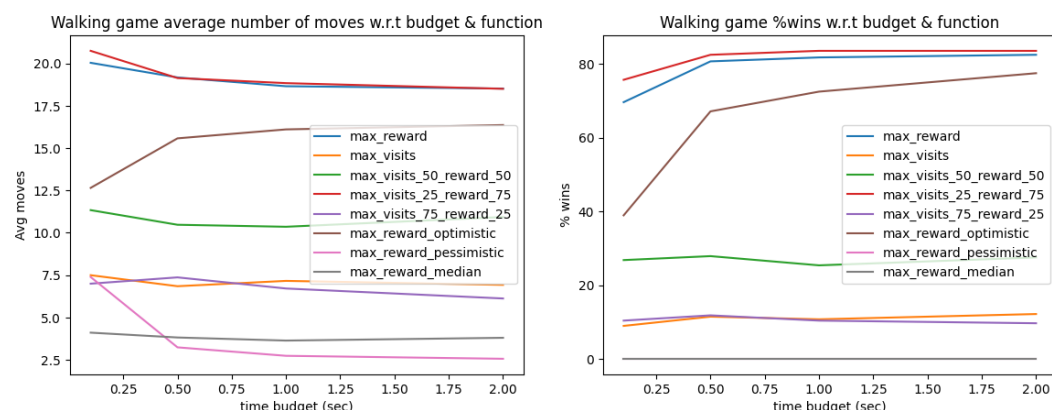 Walking game average number of moves w.r.t budget & function
Avg moves
20.0
17.5
15.0
12.5
10.0
7.5
5.0
2.5
max_reward
max_visits
max_visits_50_reward_50
max_visits_25_reward_75
max_visits_75_reward_25
max_reward_optimistic
max_reward_pessimistic
max_reward_median
0.25 0.50 0.75 1.00 1.25 1.50 1.75 2.00
time budget (sec)
Walking game %wins w.r.t budget & function
% wins
80
60
40
20
0
max_reward
max_visits
max_visits_50_reward_50
max_visits_25_reward_75
max_visits_75_reward_25
max_reward_optimistic
max_reward_pessimistic
max_reward_median
0.25 0.50 0.75 1.00 1.25 1.50 1.75 2.00
time budget (sec)